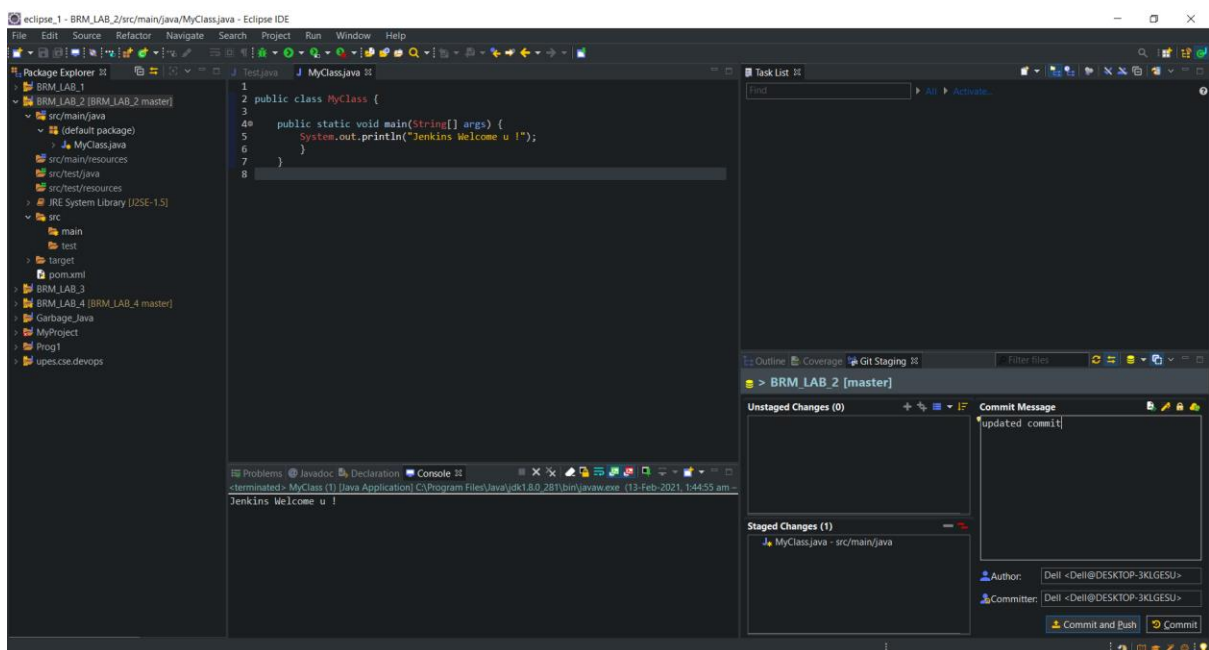 eclipse_1 - BRM_LAB_2/src/main/java/MyClass.java - Eclipse IDE
File Edit Source Refactor Navigate Search Project Run Window Help
Package Explorer
BRM_LAB_1
BRM_LAB_2 [BRM_LAB_2 master]
src/main/java
(default package)
MyClass.java
src/main/resources
src/test/java
src/test/resources
JRE System Library [J2SE-1.5]
src
main
test
target
pom.xml
BRM_LAB_3
BRM_LAB_4 [BRM_LAB_4 master]
Garbage_Java
MyProject
Prog1
upes.cse.devops
Test.java MyClass.java
1
2 public class MyClass {
3
4 public static void main(String[] args) {
5 System.out.println("Jenkins Welcome u !");
6 }
7 }
8
Problems Javadoc Declaration Console
<terminated> MyClass (1) [Java Application] C:\Program Files\Java\jdk1.8.0_281\bin\javaw.exe (13-Feb-2021, 1:44:55 am –
Jenkins Welcome u !
Task List
Find All Activate...
Outline Coverage Git Staging Filter files
> BRM_LAB_2 [master]
Unstaged Changes (0)
Staged Changes (1)
MyClass.java - src/main/java
Commit Message
updated commit
Author: Dell <Dell@DESKTOP-3KLGESU>
Committer: Dell <Dell@DESKTOP-3KLGESU>
Commit and Push Commit